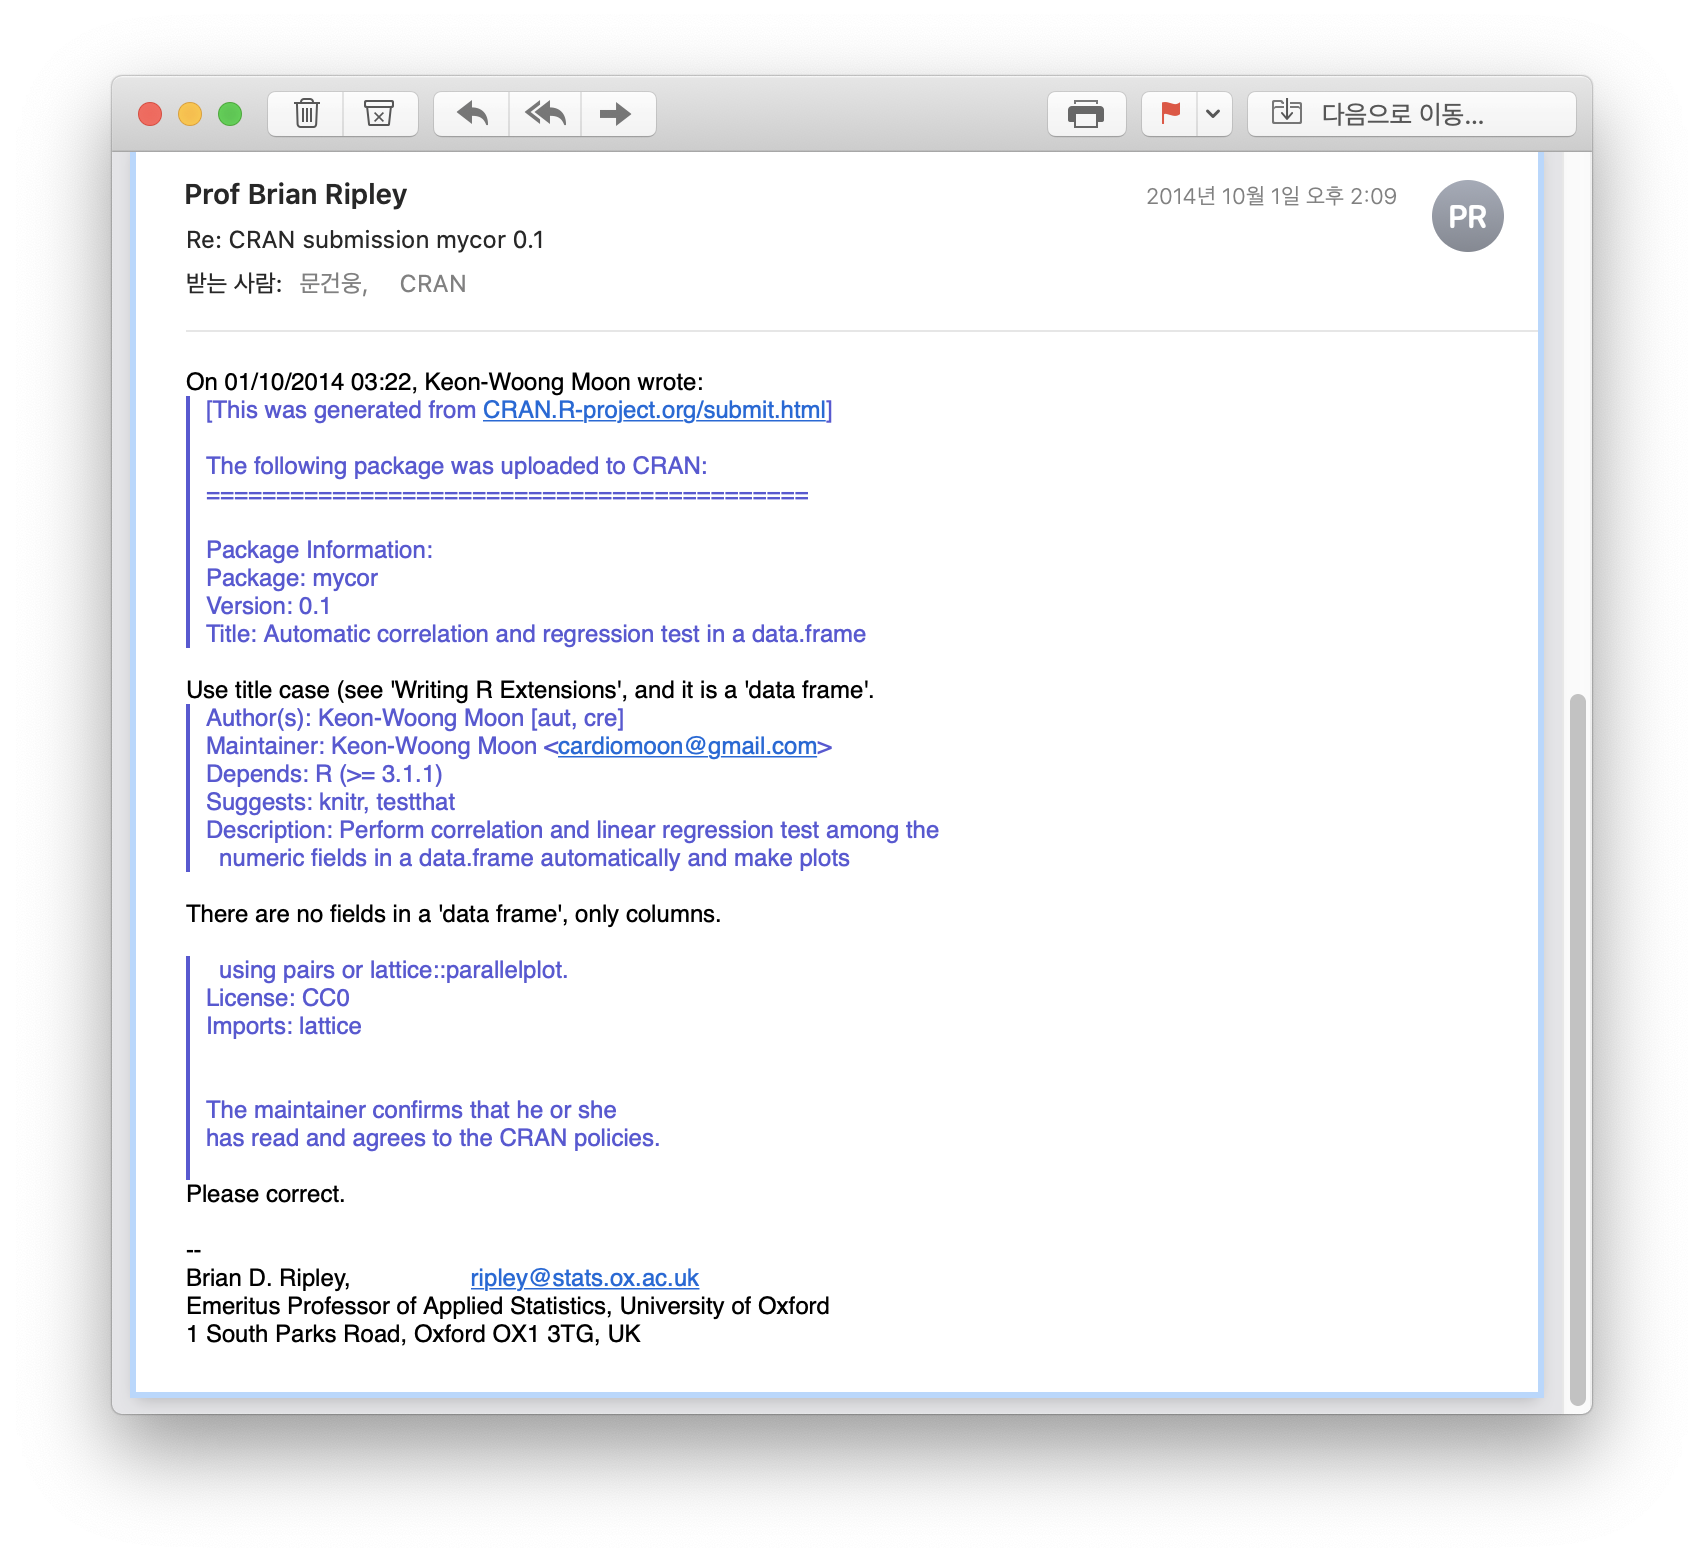 다음으로 이동...
Prof Brian Ripley
2014년 10월 1일 오후 2:09
PR
Re: CRAN submission mycor 0.1
받는 사람: 문건웅, CRAN
On 01/10/2014 03:22, Keon-Woong Moon wrote:
[This was generated from CRAN.R-project.org/submit.html]
The following package was uploaded to CRAN:
===========================================
Package Information:
Package: mycor
Version: 0.1
Title: Automatic correlation and regression test in a data.frame
Use title case (see 'Writing R Extensions', and it is a 'data frame'.
Author(s): Keon-Woong Moon [aut, cre]
Maintainer: Keon-Woong Moon <cardiomoon@gmail.com>
Depends: R (>= 3.1.1)
Suggests: knitr, testthat
Description: Perform correlation and linear regression test among the
numeric fields in a data.frame automatically and make plots
There are no fields in a 'data frame', only columns.
using pairs or lattice::parallelplot.
License: CC0
Imports: lattice
The maintainer confirms that he or she
has read and agrees to the CRAN policies.
Please correct.
--
Brian D. Ripley, ripley@stats.ox.ac.uk
Emeritus Professor of Applied Statistics, University of Oxford
1 South Parks Road, Oxford OX1 3TG, UK